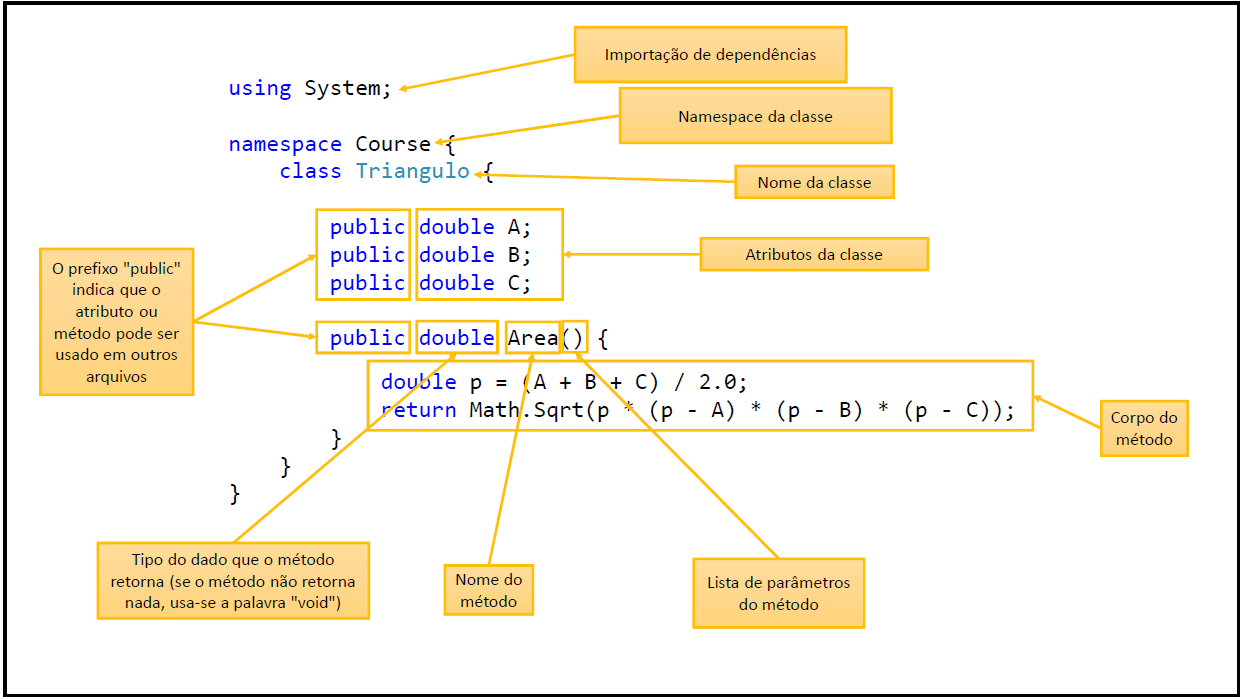 Importação de dependências
using System;
Namespace da classe
namespace Course {
class Triangulo {
Nome da classe
public double A;
public double B;
public double C;
Atributos da classe
O prefixo "public"
indica que o
atributo ou
método pode ser
usado em outros
arquivos
public double Area() {
double p = (A + B + C) / 2.0;
return Math.Sqrt(p * (p - A) * (p - B) * (p - C));
Corpo do
método
}
}
}
Tipo do dado que o método
retorna (se o método não retorna
nada, usa-se a palavra "void")
Nome do
método
Lista de parâmetros
do método